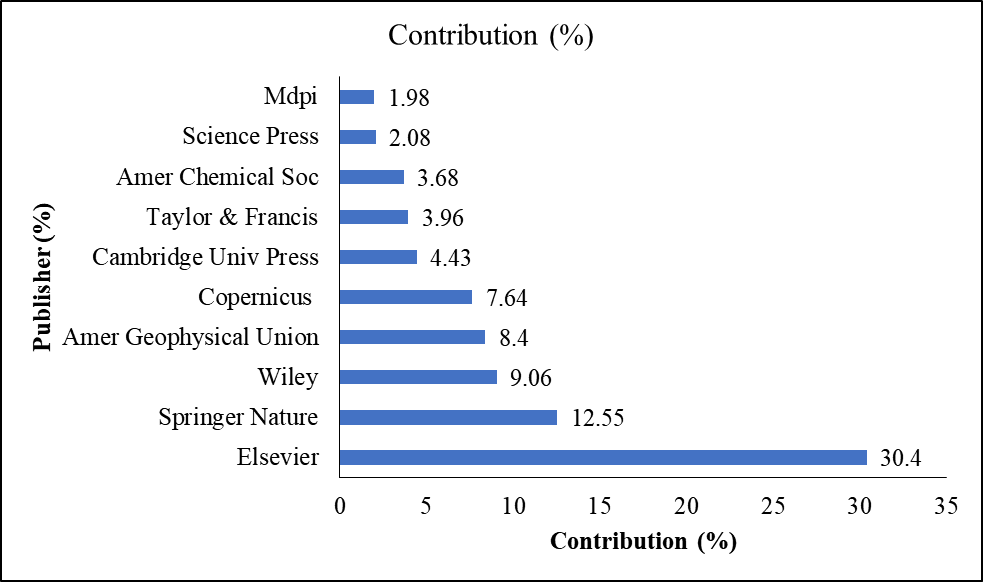 Contribution (%)
Mdpi 1.98
Science Press 2.08
Amer Chemical Soc 3.68
Taylor & Francis 3.96
Cambridge Univ Press 4.43
Copernicus 7.64
Amer Geophysical Union 8.4
Wiley 9.06
Springer Nature 12.55
Elsevier 30.4
Publisher (%)
0 5 10 15 20 25 30 35
Contribution (%)